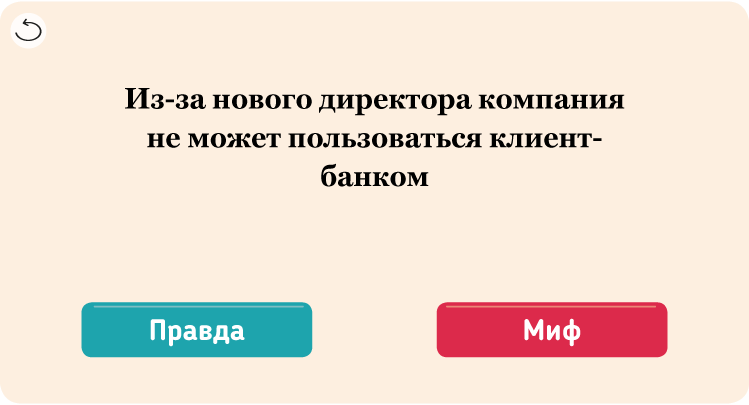 Из-за нового директора компания
не может пользоваться клиент-
банком
Правда
Миф